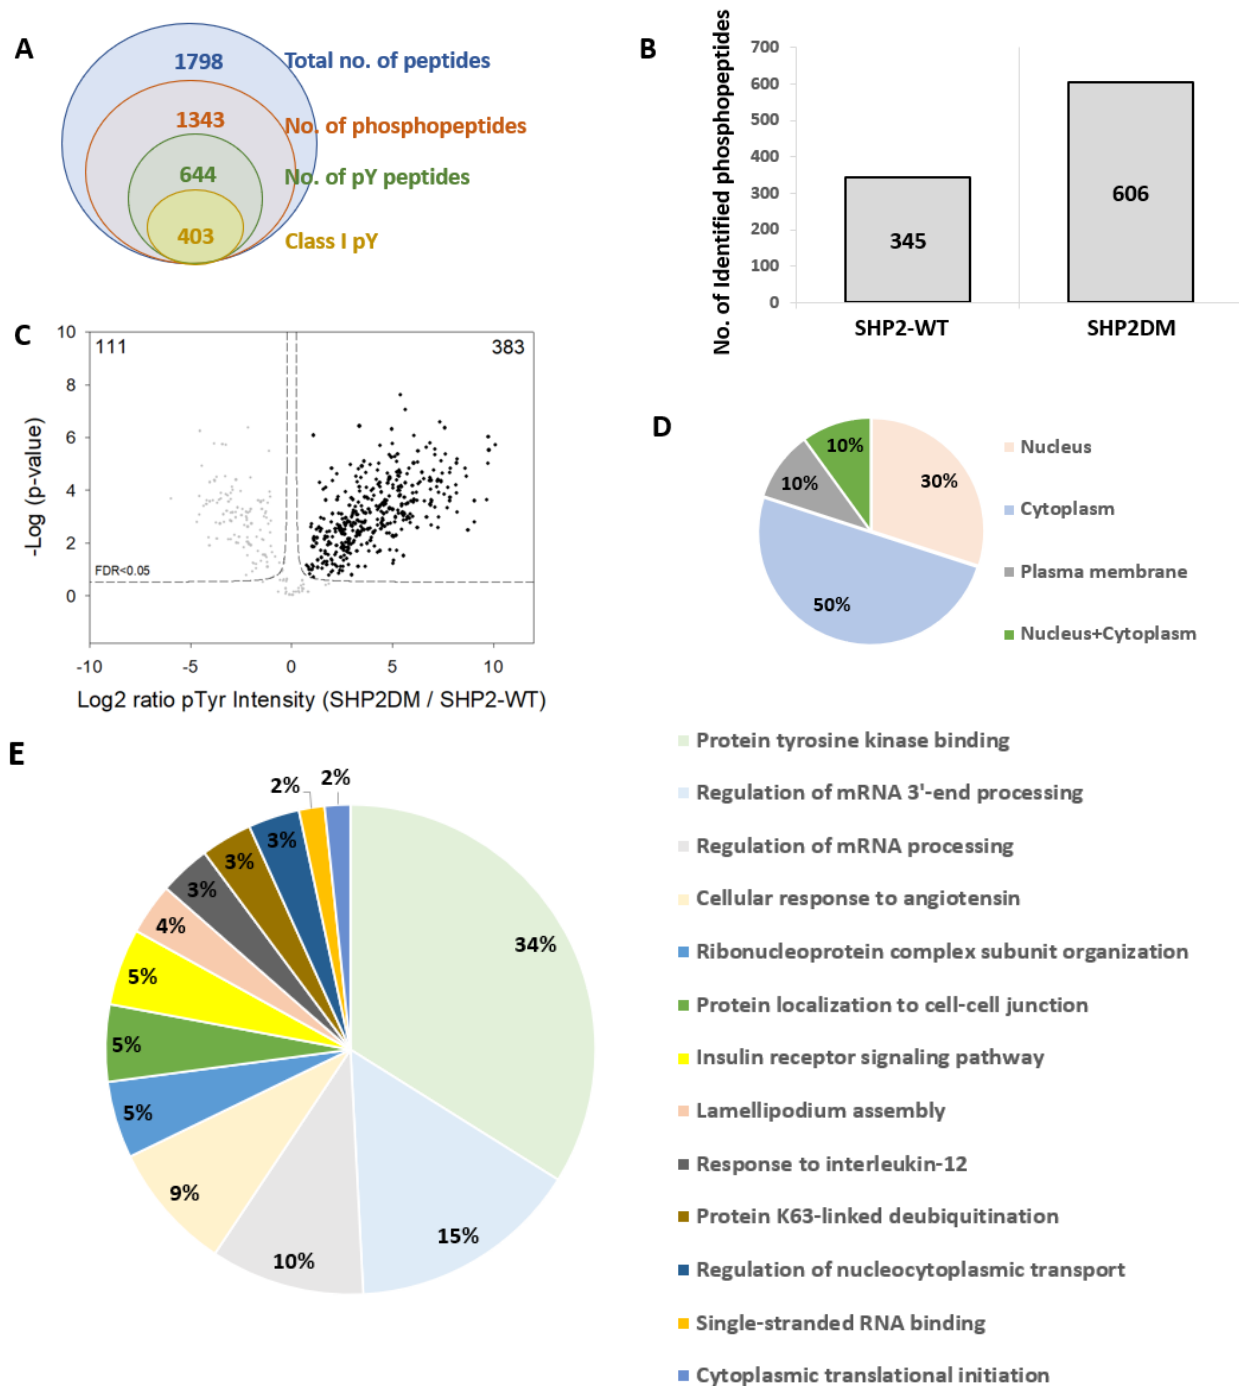 A
1798
Total no. of peptides
1343
No. of phosphopeptides
644
No. of pY peptides
403
Class I pY
B
No. of Identified phosphopeptides
700
600
500
400
300
200
100
0
345
606
SHP2-WT
SHP2DM
C
10
8
6
4
2
0
-Log (p-value)
111
383
FDR<0.05
-10
-5
0
5
10
Log2 ratio pTyr Intensity (SHP2DM / SHP2-WT)
D
10%
30%
10%
50%
Nucleus
Cytoplasm
Plasma membrane
Nucleus+Cytoplasm
E
2%
2%
3%
3%
3%
4%
5%
5%
5%
9%
10%
15%
34%
Protein tyrosine kinase binding
Regulation of mRNA 3'-end processing
Regulation of mRNA processing
Cellular response to angiotensin
Ribonucleoprotein complex subunit organization
Protein localization to cell-cell junction
Insulin receptor signaling pathway
Lamellipodium assembly
Response to interleukin-12
Protein K63-linked deubiquitination
Regulation of nucleocytoplasmic transport
Single-stranded RNA binding
Cytoplasmic translational initiation